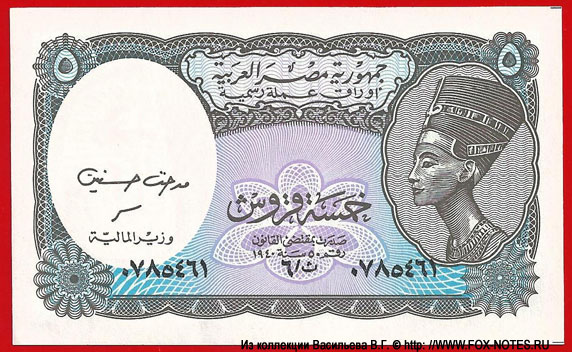 ٥ ٥
جمهورية مصر العربية
أوراق عملة رسمية
خمسة قروش
صدرت بمقتضى القانون
رقم ٥٠ سنة ١٩٤٠
مدحت حسنين
وزير المالية
٠٧٨٥٤٦١ ث/٦ ٠٧٨٥٤٦١
Из коллекции Васильева В.Г. © http://WWW.FOX-NOTES.RU